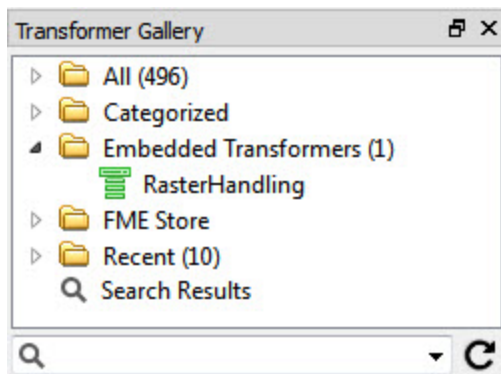 Transformer Gallery
All (496)
Categorized
Embedded Transformers (1)
RasterHandling
FME Store
Recent (10)
Search Results